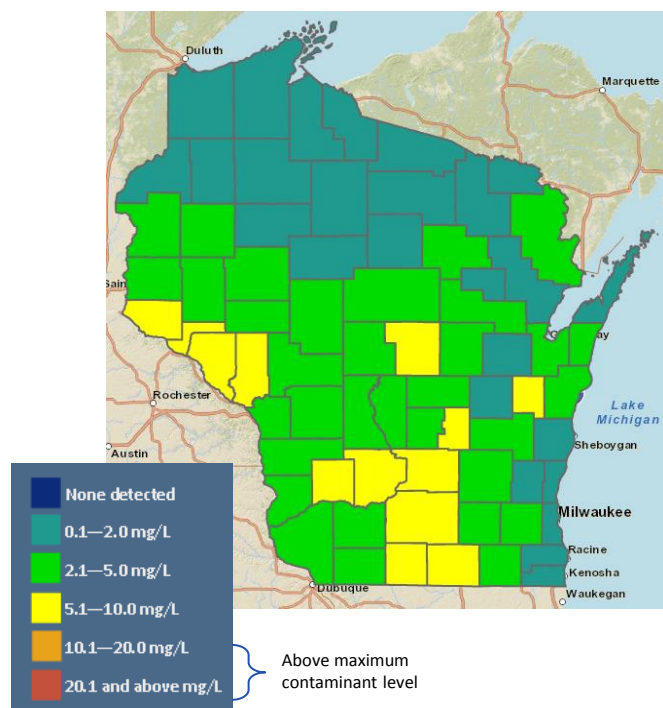 Duluth
Marquette
Sain
Rochester
Lake
Michigan
Austin
Sheboygan
Milwaukee
Racine
Kenosha
Dubuque
Waukegan
None detected
0.1—2.0 mg/L
2.1—5.0 mg/L
5.1—10.0 mg/L
10.1—20.0 mg/L
20.1 and above mg/L
Above maximum
contaminant level